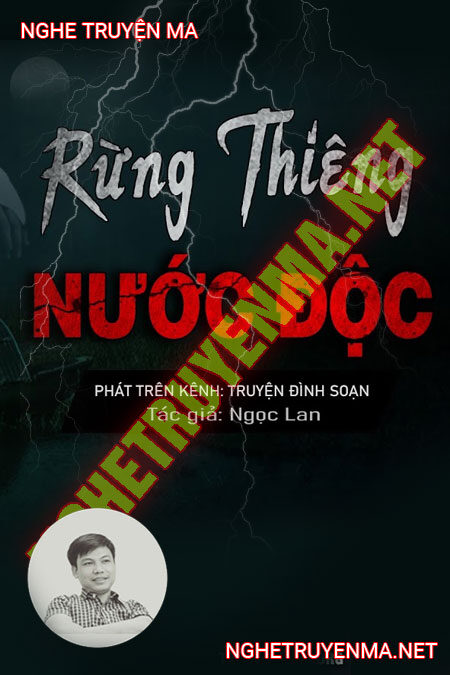 NGHE TRUYỆN MA
Rừng Thiêng
NƯỚC ĐỘC
PHÁT TRÊN KÊNH: TRUYỆN ĐÌNH SOẠN
Tác giả: Ngọc Lan
NGHETRUYENMA.NET
NGHETRUYENMA.NET